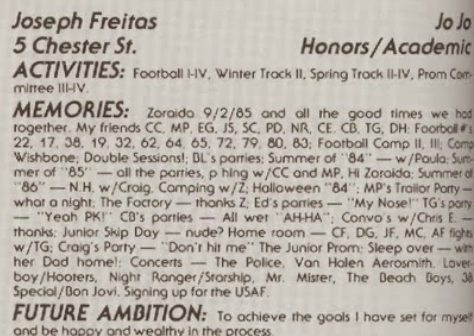 Joseph Freitas Jo Jo
5 Chester St. Honors/Academic
ACTIVITIES: Football I-IV, Winter Track II, Spring Track II-IV, Prom Com-
mittee III-IV.
MEMORIES: Zoraida 9/2/85 and all the good times we had
together. My friends CC, MP, EG, JS, SC, PD, NR, CE, CB, TG, DH: Football #'s
22, 17, 38, 19, 32, 62, 64, 65, 72, 79, 80, 83; Football Camp II, III; Camp
Wishbone; Double Sessions!; BL's parties; Summer of "84" — w/Paula; Sum-
mer of "85" — all the parties, p hing w/CC and MP, Hi Zoraida; Summer of
"86" — N.H. w/Craig, Camping w/Z; Halloween "84"; MP's Trailor Party —
what a night; The Factory — thanks Z; Ed's parties — "My Nose!" TG's party
— "Yeah PK!" CB's parties — All wet "AH-HA"; Convo's w/Chris E. —
thanks; Junior Skip Day — nude? Home room — CF, DG, JF, MC, AF fights
w/TG; Craig's Party — "Don't hit me" The Junior Prom; Sleep over — with
her Dad home!; Concerts — The Police, Van Halen Aerosmith, Lover-
boy/Hooters, Night Ranger/Starship, Mr. Mister, The Beach Boys, 38
Special/Bon Jovi. Signing up for the USAF.
FUTURE AMBITION: To achieve the goals I have set for myself
and be happy and wealthy in the process.